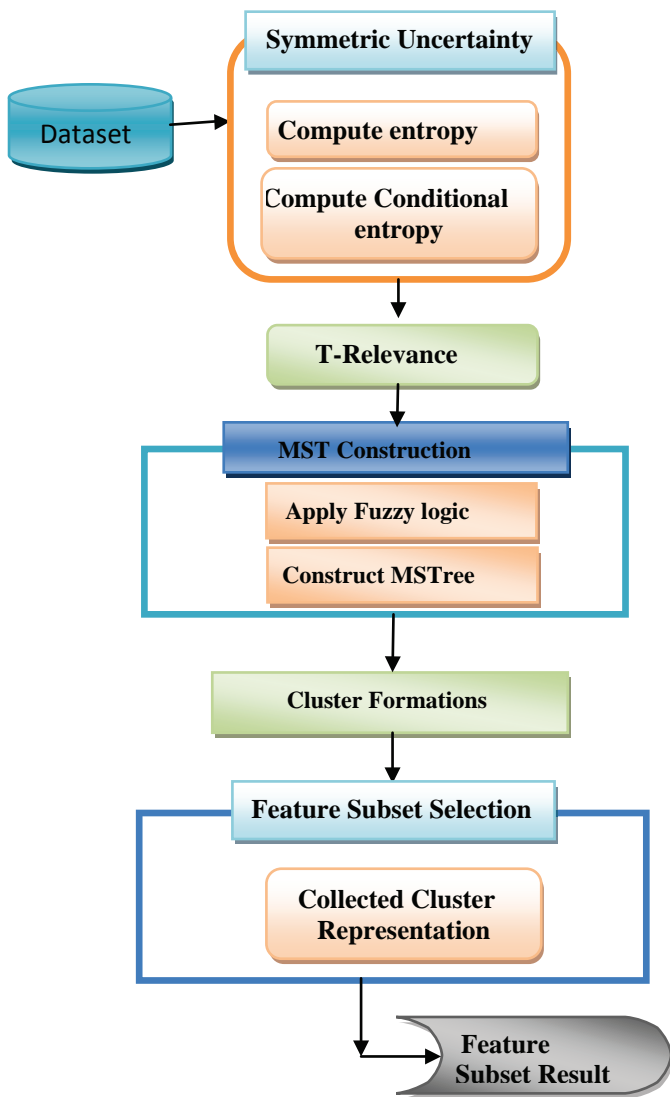 Symmetric Uncertainty
Dataset
Compute entropy
Compute Conditional
entropy
T-Relevance
MST Construction
Apply Fuzzy logic
Construct MSTree
Cluster Formations
Feature Subset Selection
Collected Cluster
Representation
Feature
Subset Result